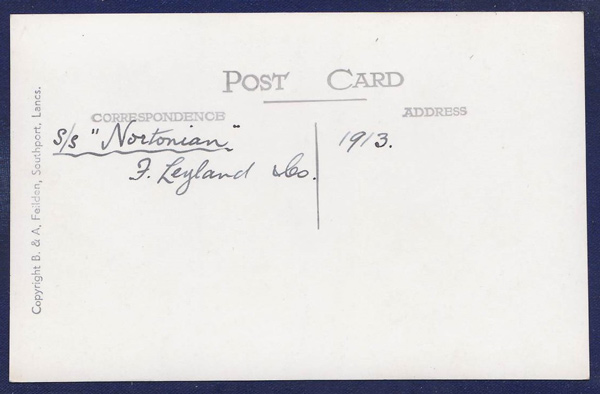 POST CARD
CORRESPONDENCE
ADDRESS
s/s "Nortonian"
F. Leyland & Co.
1913.
Copyright B. & A. Feilden, Southport, Lancs.